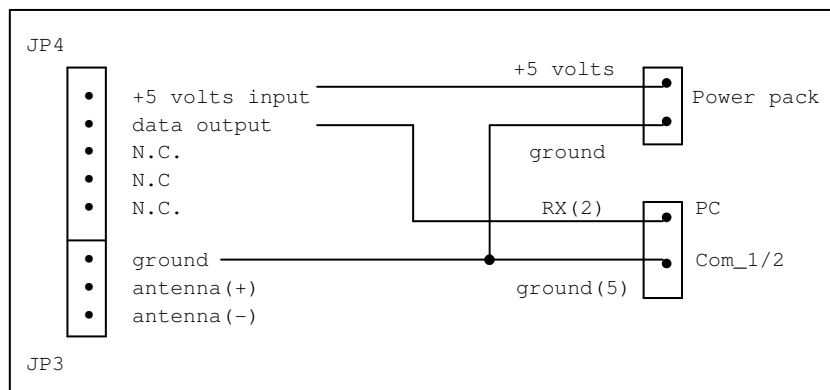 JP4
+5 volts
+5 volts input
Power pack
data output
N.C.
ground
N.C
N.C.
RX(2)
PC
ground
Com_1/2
antenna(+)
ground(5)
antenna(-)
JP3